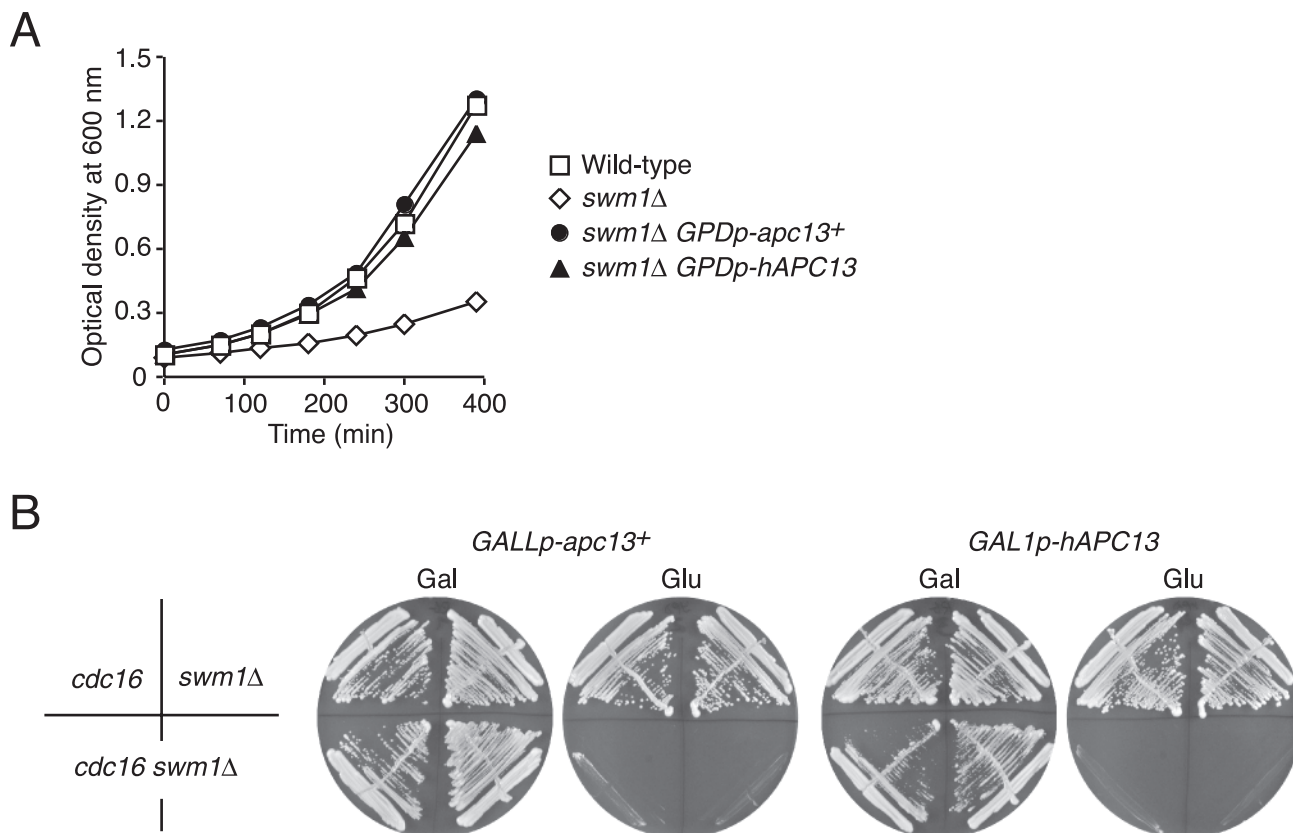 A
Optical density at 600 nm
1.5
1.2
0.9
0.6
0.3
0
0 100 200 300 400
Time (min)
Wild-type
swm1Δ
swm1Δ GPDp-apc13+
swm1Δ GPDp-hAPC13
B
GALLp-apc13+ GAL1p-hAPC13
Gal Glu Gal Glu
cdc16 swm1Δ
cdc16 swm1Δ